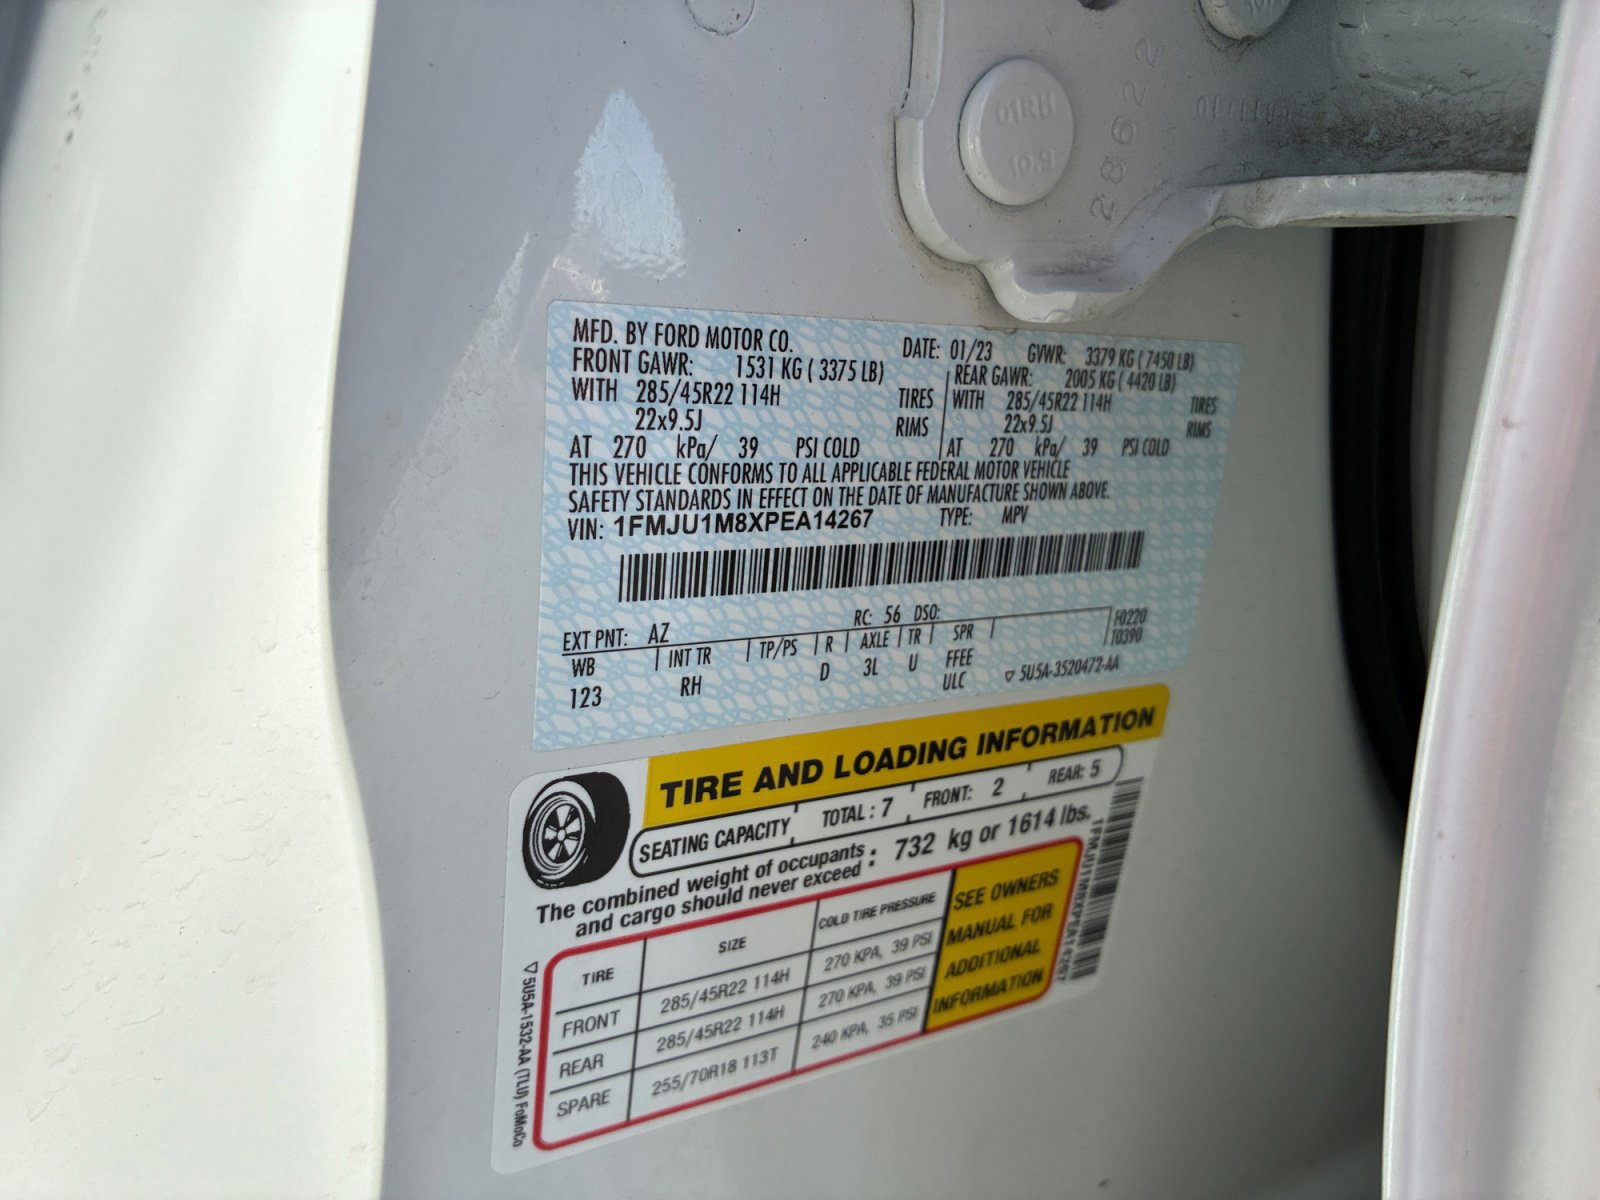 01RH
10.9
28622
MFD. BY FORD MOTOR CO.
DATE: 01/23 GVWR: 3379 KG ( 7450 LB)
FRONT GAWR: 1531 KG ( 3375 LB)
REAR GAWR: 2005 KG ( 4420 LB)
WITH 285/45R22 114H TIRES
WITH 285/45R22 114H TIRES
22x9.5J RIMS
22x9.5J RIMS
AT 270 kPa/ 39 PSI COLD
AT 270 kPa/ 39 PSI COLD
THIS VEHICLE CONFORMS TO ALL APPLICABLE FEDERAL MOTOR VEHICLE
SAFETY STANDARDS IN EFFECT ON THE DATE OF MANUFACTURE SHOWN ABOVE.
VIN: 1FMJU1M8XPEA14267 TYPE: MPV
EXT PNT: AZ RC: 56 DSO: F0220
WB INT TR TP/PS R AXLE TR SPR T0390
123 RH D 3L U FFEE
ULC 5U5A-3520472-AA
TIRE AND LOADING INFORMATION
SEATING CAPACITY TOTAL : 7 FRONT: 2 REAR: 5
The combined weight of occupants
and cargo should never exceed : 732 kg or 1614 lbs.
TIRE SIZE COLD TIRE PRESSURE
FRONT 285/45R22 114H 270 KPA, 39 PSI
REAR 285/45R22 114H 270 KPA, 39 PSI
SPARE 255/70R18 113T 240 KPA, 35 PSI
SEE OWNERS
MANUAL FOR
ADDITIONAL
INFORMATION
1FMJU1M8XPEA14267
5U5A-1532-AA (TLU) FoMoCo